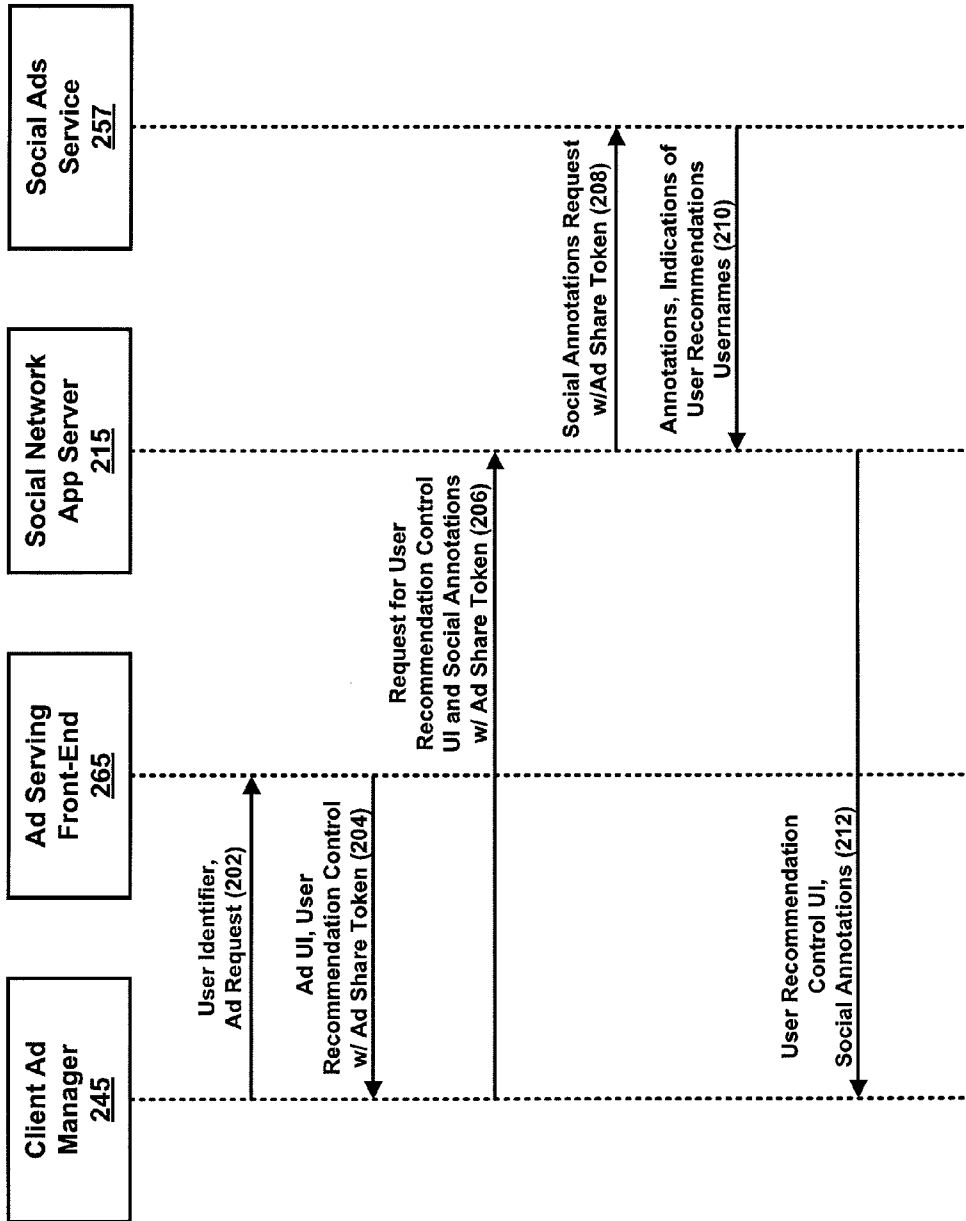 Client Ad
Manager
245
Ad Serving
Front-End
265
Social Network
App Server
215
Social Ads
Service
257
User Identifier,
Ad Request (202)
Ad UI, User
Recommendation Control
w/ Ad Share Token (204)
Request for User
Recommendation Control
UI and Social Annotations
w/ Ad Share Token (206)
Social Annotations Request
w/Ad Share Token (208)
Annotations, Indications of
User Recommendations
Usernames (210)
User Recommendation
Control UI,
Social Annotations (212)